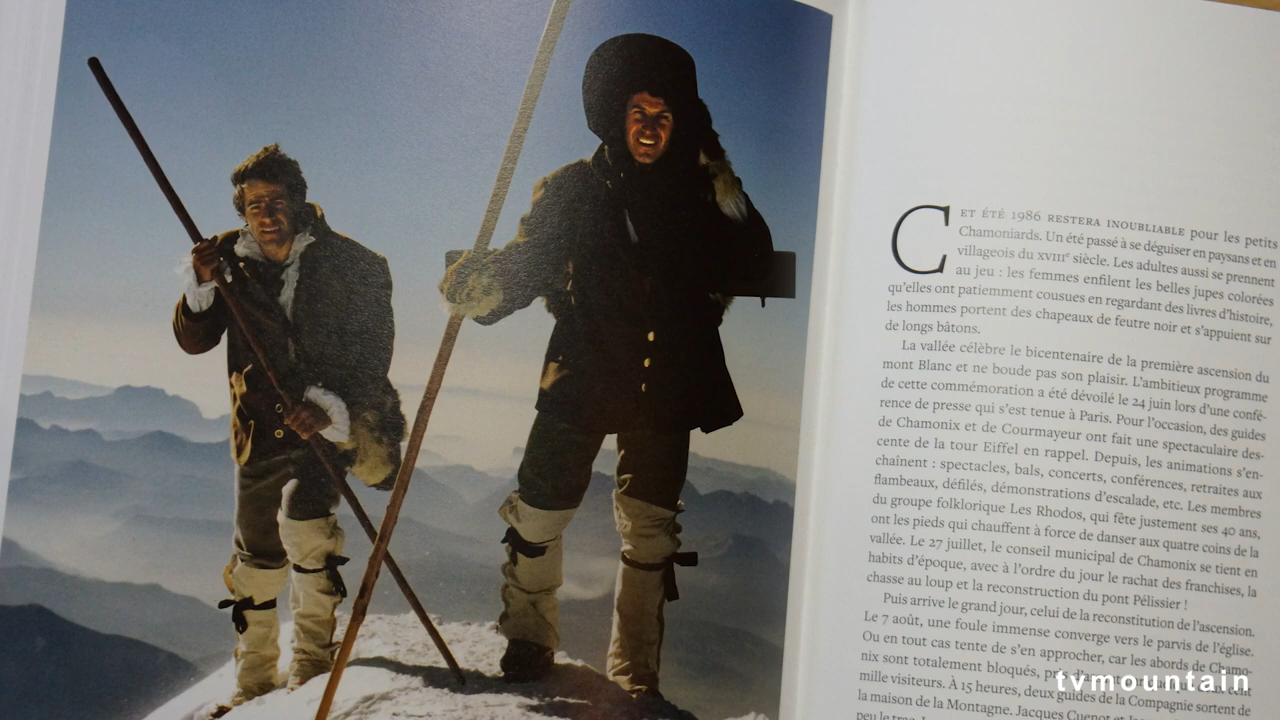 CET ÉTÉ 1986 RESTERA INOUBLIABLE pour les petits
Chamoniards. Un été passé à se déguiser en paysans et en
villageois du XVIIIe siècle. Les adultes aussi se prennent
au jeu : les femmes enfilent les belles jupes colorées
qu'elles ont patiemment cousues en regardant des livres d'histoire,
les hommes portent des chapeaux de feutre noir et s'appuient sur
de longs bâtons.
La vallée célèbre le bicentenaire de la première ascension du
mont Blanc et ne boude pas son plaisir. L'ambitieux programme
de cette commémoration a été dévoilé le 24 juin lors d'une confé-
rence de presse qui s'est tenue à Paris. Pour l'occasion, des guides
de Chamonix et de Courmayeur ont fait une spectaculaire des-
cente de la tour Eiffel en rappel. Depuis, les animations s'en-
chaînent : spectacles, bals, concerts, conférences, retraites aux
flambeaux, défilés, démonstrations d'escalade, etc. Les membres
du groupe folklorique Les Rhodos, qui fête justement ses 40 ans,
ont les pieds qui chauffent à force de danser aux quatre coins de la
vallée. Le 27 juillet, le conseil municipal de Chamonix se tient en
habits d'époque, avec à l'ordre du jour le rachat des franchises, la
chasse au loup et la reconstruction du pont Pélissier !
Puis arrive le grand jour, celui de la reconstitution de l'ascension.
Le 7 août, une foule immense converge vers le parvis de l'église.
Ou en tout cas tente de s'en approcher, car les abords de Chamo-
nix sont totalement bloqués,
mille visiteurs. À 15 heures, deux guides de la Compagnie sortent de
la maison de la Montagne. Jacques Cuenot et
peu le trac.
tvmountain